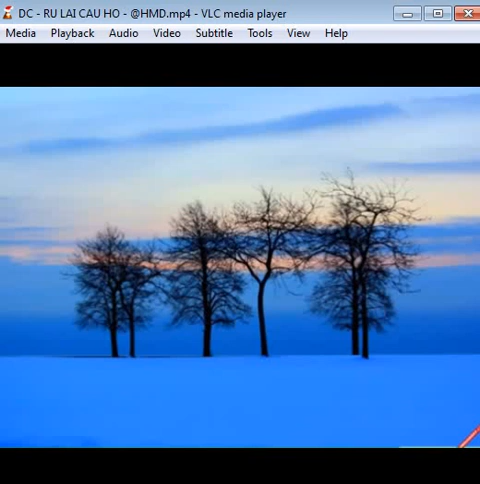 DC - RU LAI CAU HO - @HMD.mp4 - VLC media player
Media Playback Audio Video Subtitle Tools View Help